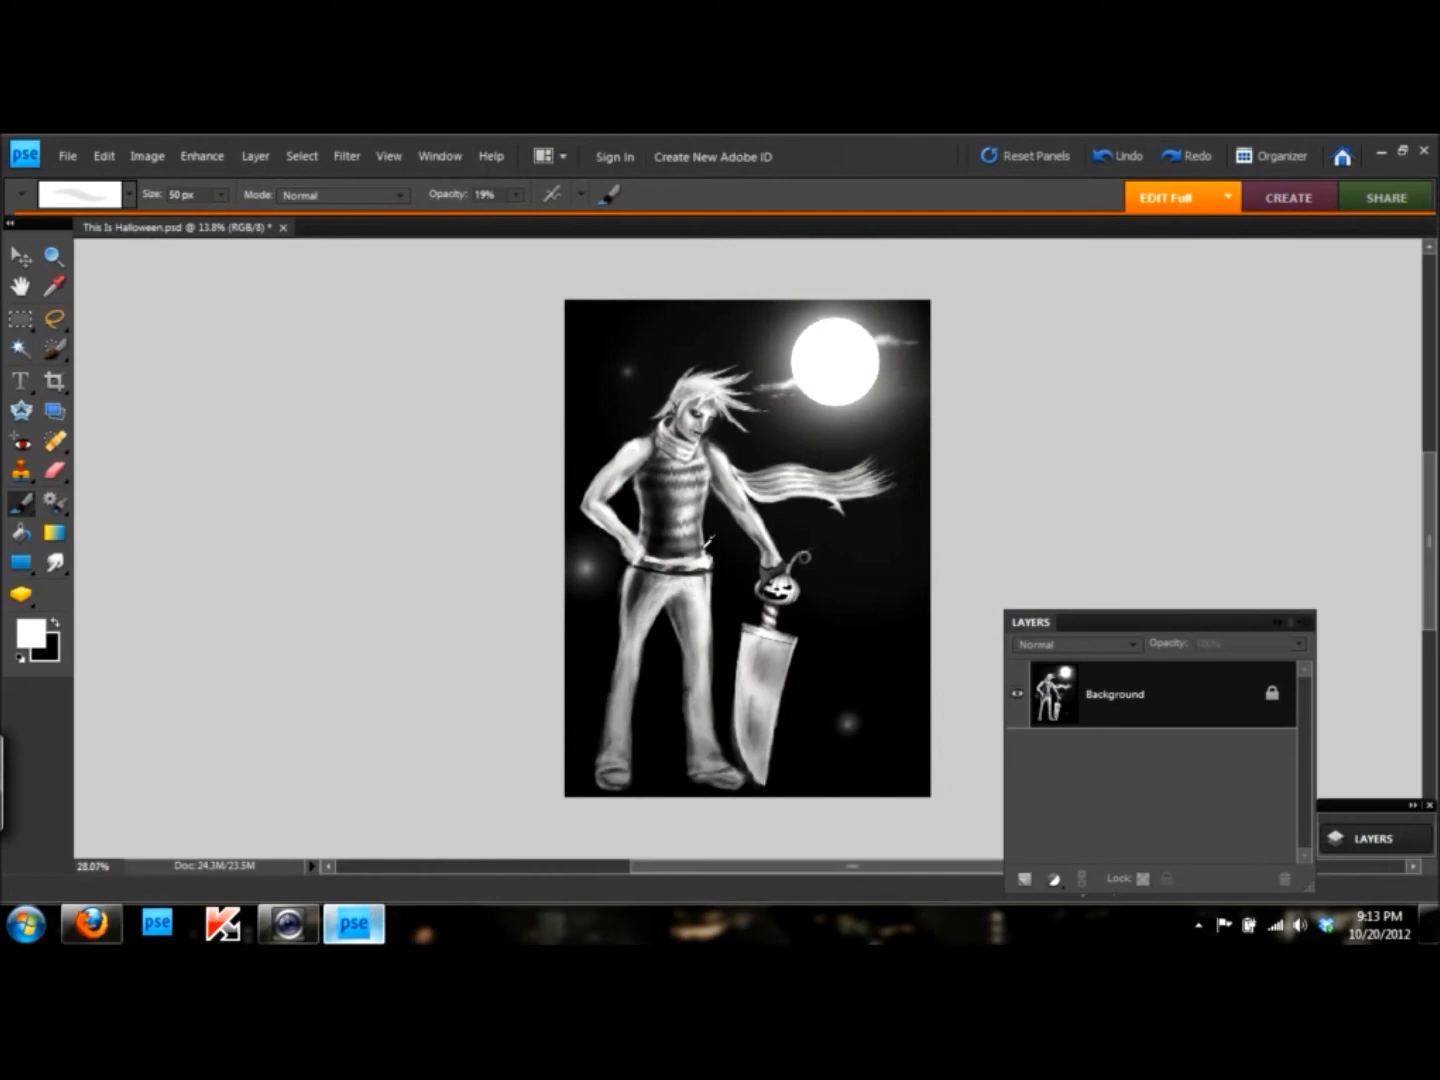 pse File Edit Image Enhance Layer Select Filter View Window Help Sign In Create New Adobe ID Reset Panels Undo Redo Organizer
Size: 50 px Mode: Normal Opacity: 19% EDIT Full CREATE SHARE
This Is Halloween.psd @ 13.8% (RGB/8) *
T
LAYERS
Normal Opacity: 100%
Background
LAYERS
28.07% Doc: 24.3M/23.5M
Lock:
pse pse
9:13 PM
10/20/2012